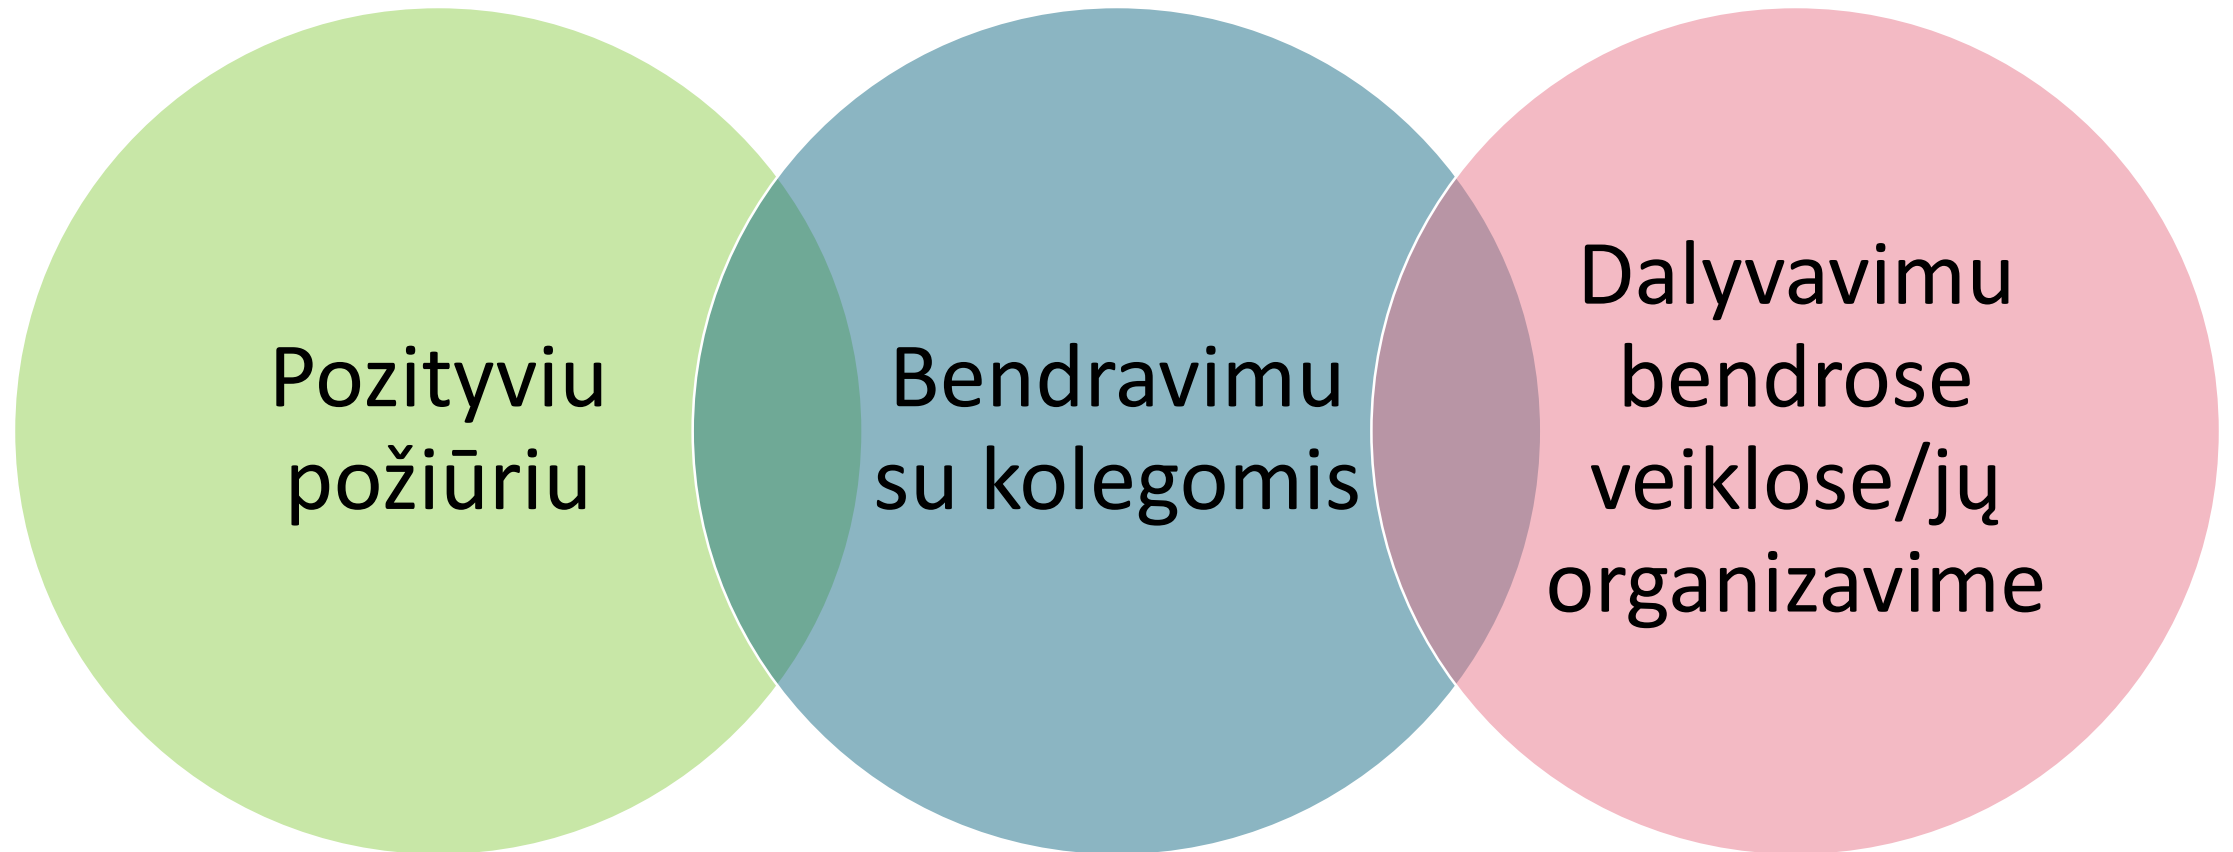 Pozityviu
požiūriu
Bendravimu
su kolegomis
Dalyvavimu
bendrose
veiklose/jų
organizavime